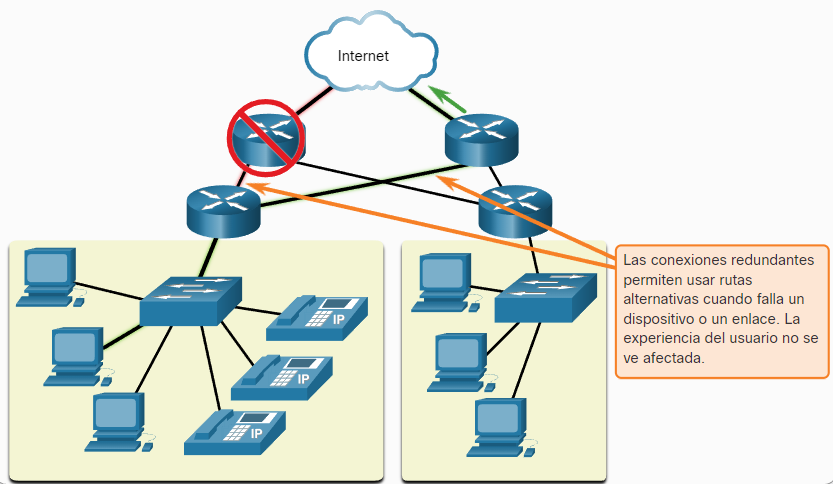 Internet
Las conexiones redundantes
permiten usar rutas
alternativas cuando falla un
dispositivo o un enlace. La
experiencia del usuario no se
ve afectada.
IP
IP
IP